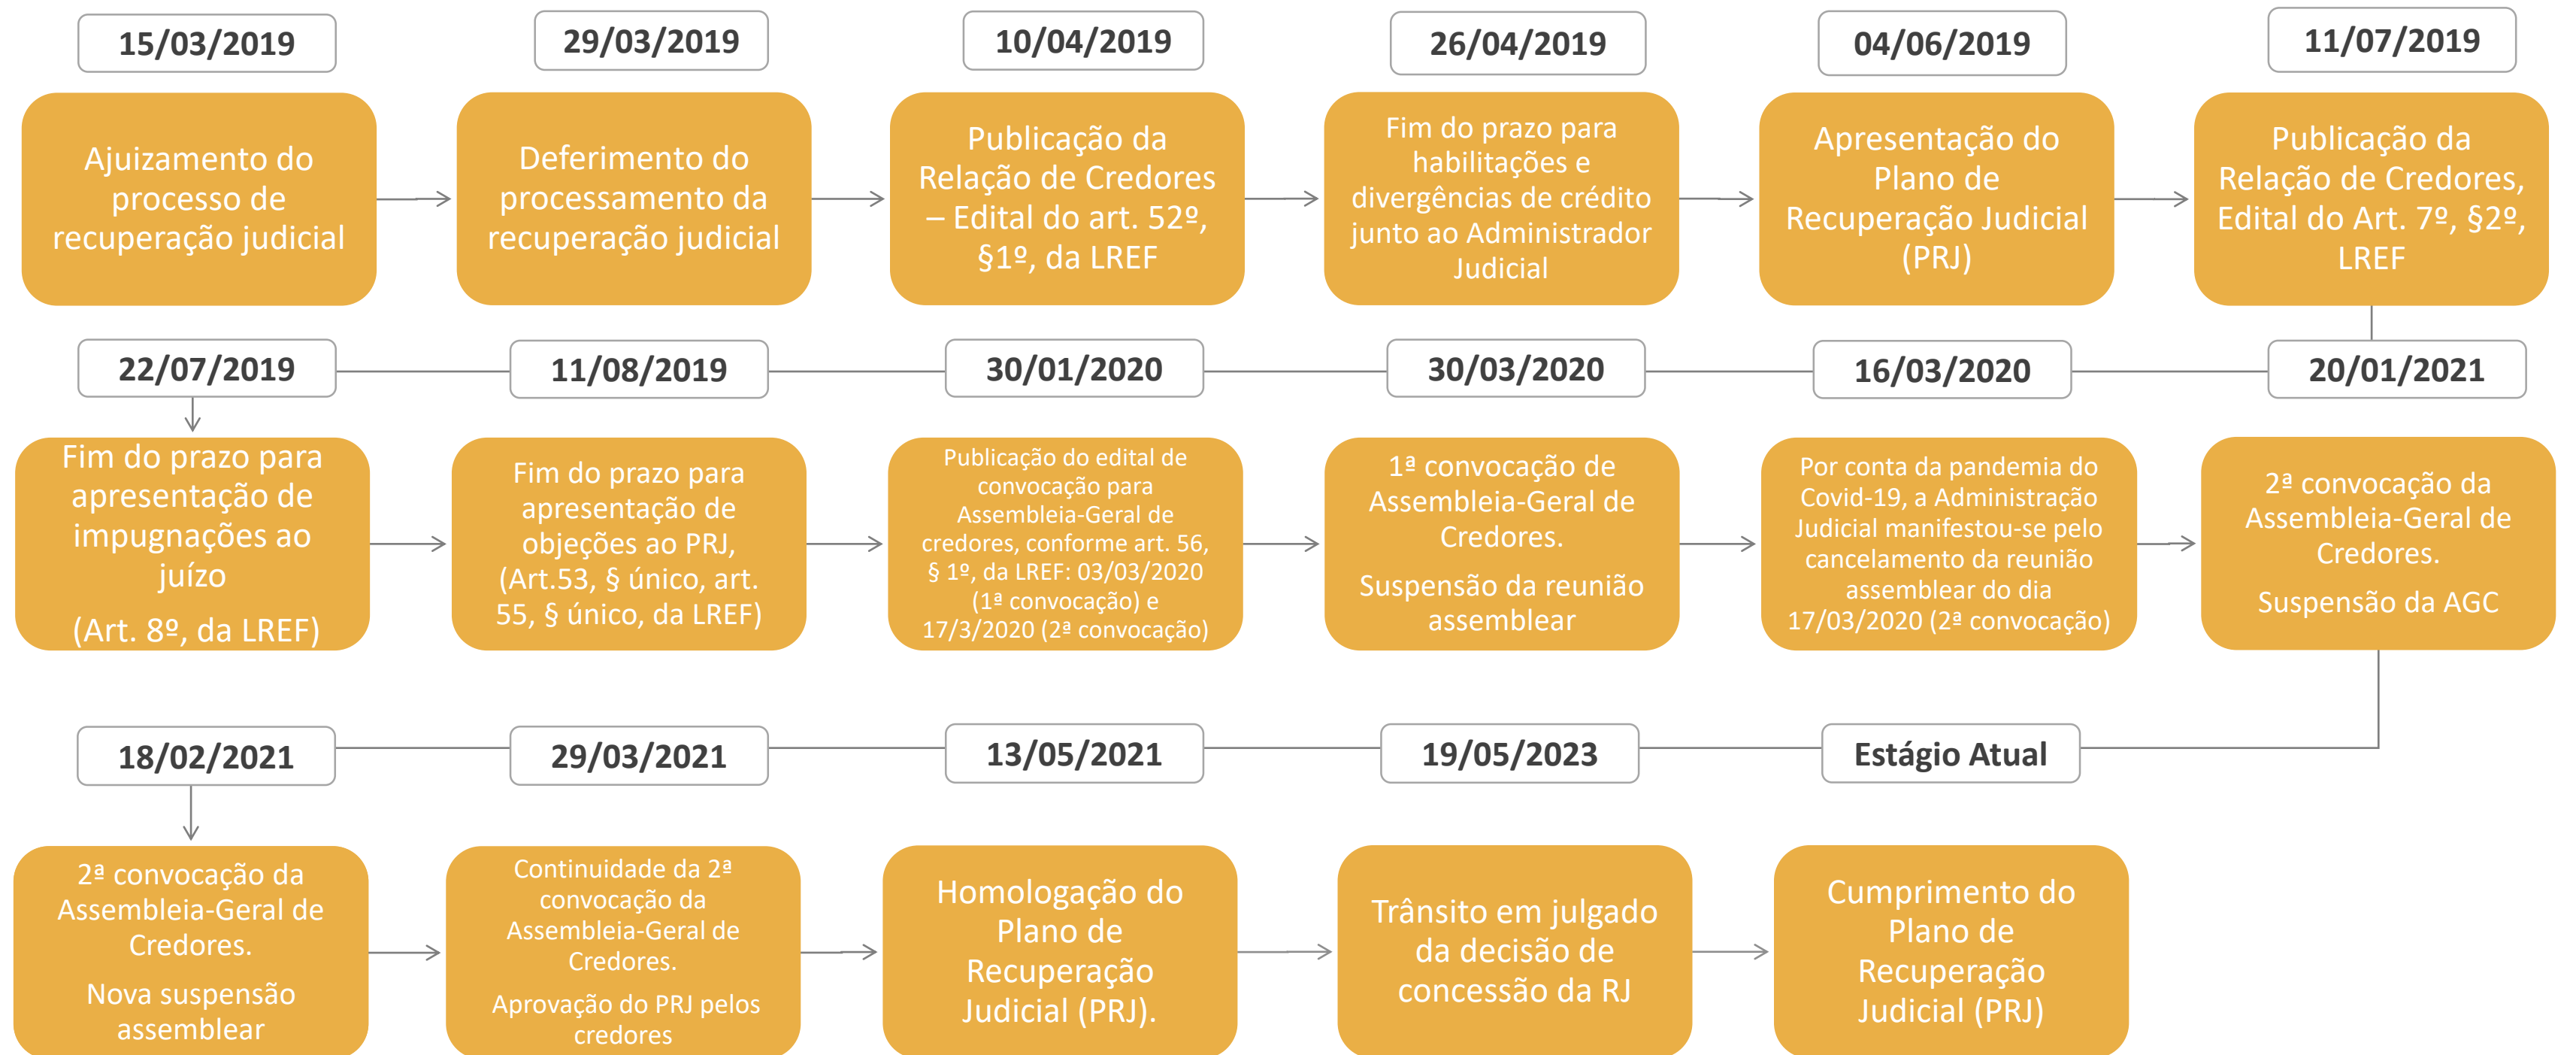 15/03/2019
Ajuizamento do
processo de
recuperação judicial
29/03/2019
Deferimento do
processamento da
recuperação judicial
10/04/2019
Publicação da
Relação de Credores
– Edital do art. 52º,
§1º, da LREF
26/04/2019
Fim do prazo para
habilitações e
divergências de crédito
junto ao Administrador
Judicial
04/06/2019
Apresentação do
Plano de
Recuperação Judicial
(PRJ)
11/07/2019
Publicação da
Relação de Credores,
Edital do Art. 7º, §2º,
LREF
22/07/2019
Fim do prazo para
apresentação de
impugnações ao
juízo
(Art. 8º, da LREF)
11/08/2019
Fim do prazo para
apresentação de
objeções ao PRJ,
(Art.53, § único, art.
55, § único, da LREF)
30/01/2020
Publicação do edital de
convocação para
Assembleia-Geral de
credores, conforme art. 56,
§ 1º, da LREF: 03/03/2020
(1ª convocação) e
17/3/2020 (2ª convocação)
30/03/2020
1ª convocação de
Assembleia-Geral de
Credores.
Suspensão da reunião
assemblear
16/03/2020
Por conta da pandemia do
Covid-19, a Administração
Judicial manifestou-se pelo
cancelamento da reunião
assemblear do dia
17/03/2020 (2ª convocação)
20/01/2021
2ª convocação da
Assembleia-Geral de
Credores.
Suspensão da AGC
18/02/2021
2ª convocação da
Assembleia-Geral de
Credores.
Nova suspensão
assemblear
29/03/2021
Continuidade da 2ª
convocação da
Assembleia-Geral de
Credores.
Aprovação do PRJ pelos
credores
13/05/2021
Homologação do
Plano de
Recuperação
Judicial (PRJ).
19/05/2023
Trânsito em julgado
da decisão de
concessão da RJ
Estágio Atual
Cumprimento do
Plano de
Recuperação
Judicial (PRJ)